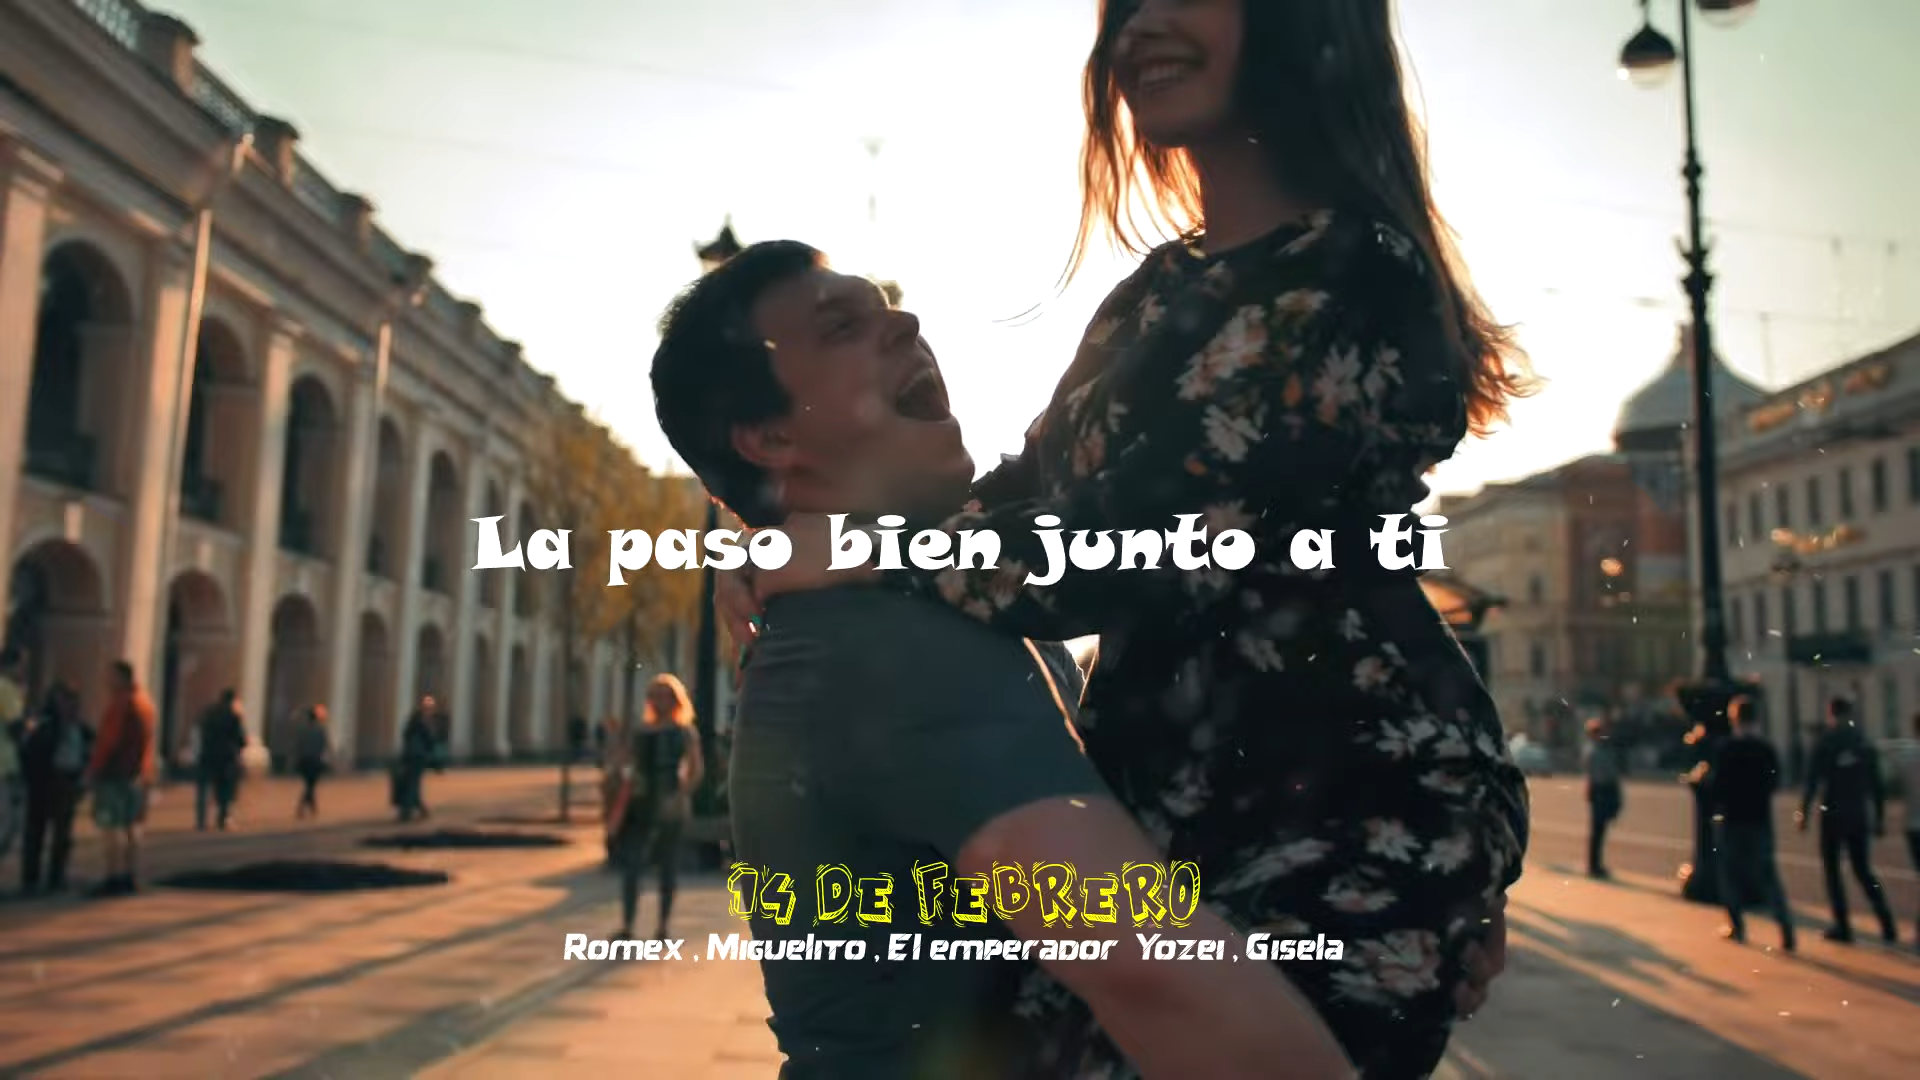 La paso bien junto a ti
14 DE FEBRERO
Romex , Miguelito , El emperador Yozei , Gisela